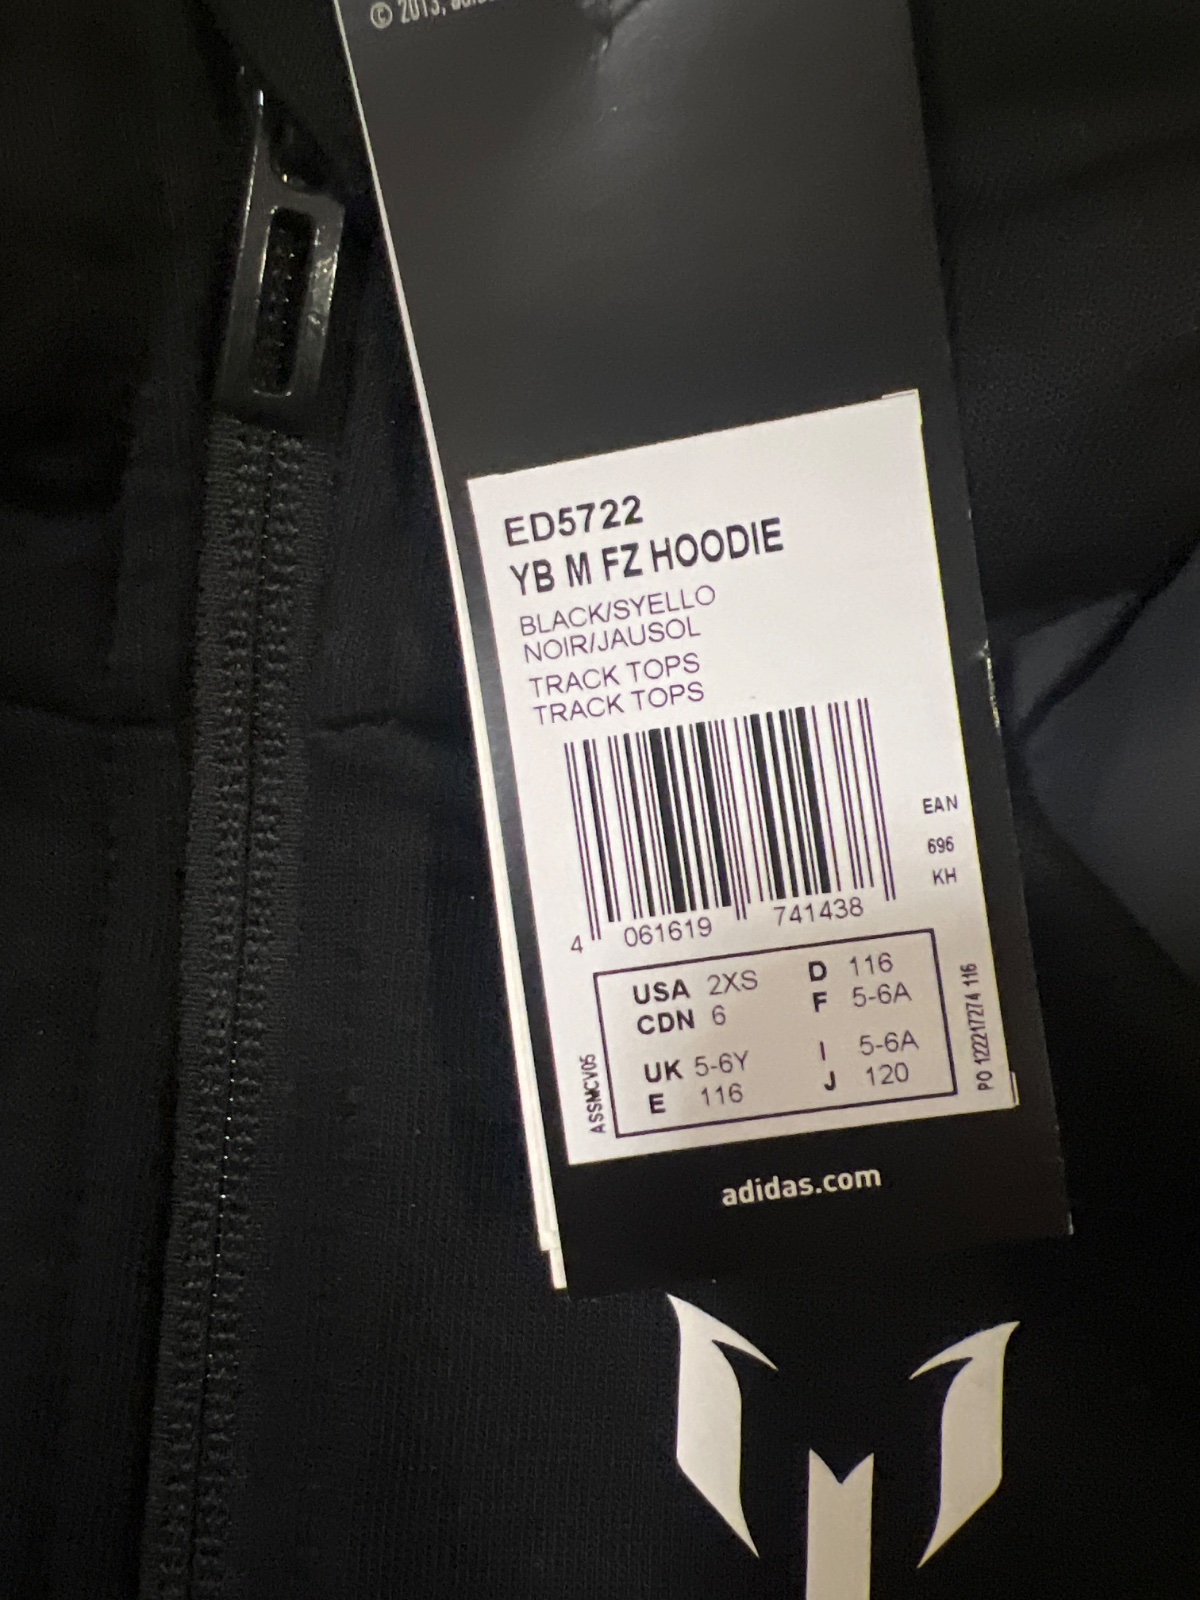 © 2013,
ED5722
YB M FZ HOODIE
BLACK/SYELLO
NOIR/JAUSOL
TRACK TOPS
TRACK TOPS
EAN
696
KH
4 061619 741438
USA 2XS D 116
CDN 6 F 5-6A
UK 5-6Y I 5-6A
E 116 J 120
ASSMCV05
PO 122217274 116
adidas.com